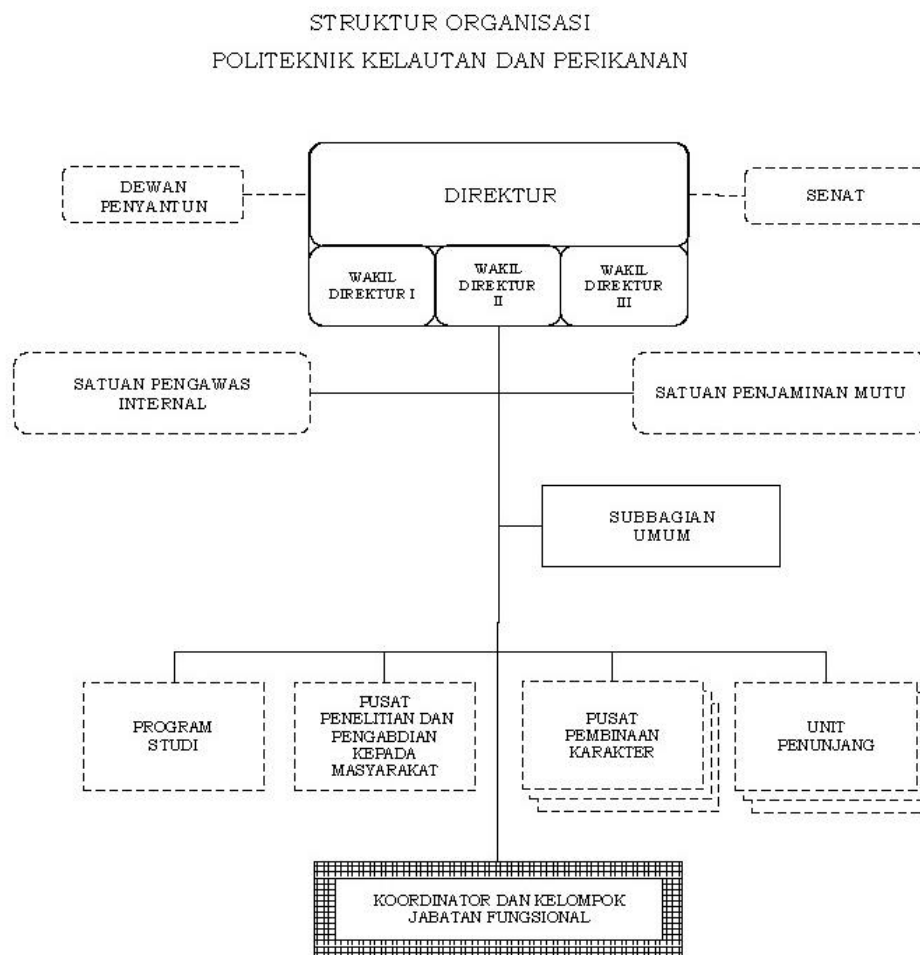 STRUKTUR ORGANISASI
POLITEKNIK KELAUTAN DAN PERIKANAN
DEWAN
PENYANTUN
DIREKTUR
SENAT
WAKIL
DIREKTUR I
WAKIL
DIREKTUR
II
WAKIL
DIREKTUR
III
SATUAN PENGAWAS
INTERNAL
SATUAN PENJAMINAN MUTU
SUBBAGIAN
UMUM
PROGRAM
STUDI
PUSAT
PENELITIAN DAN
PENGABDIAN
KEPADA
MASYARAKAT
PUSAT
PEMBINAAN
KARAKTER
UNIT
PENUNJANG
KOORDINATOR DAN KELOMPOK
JABATAN FUNGSIONAL